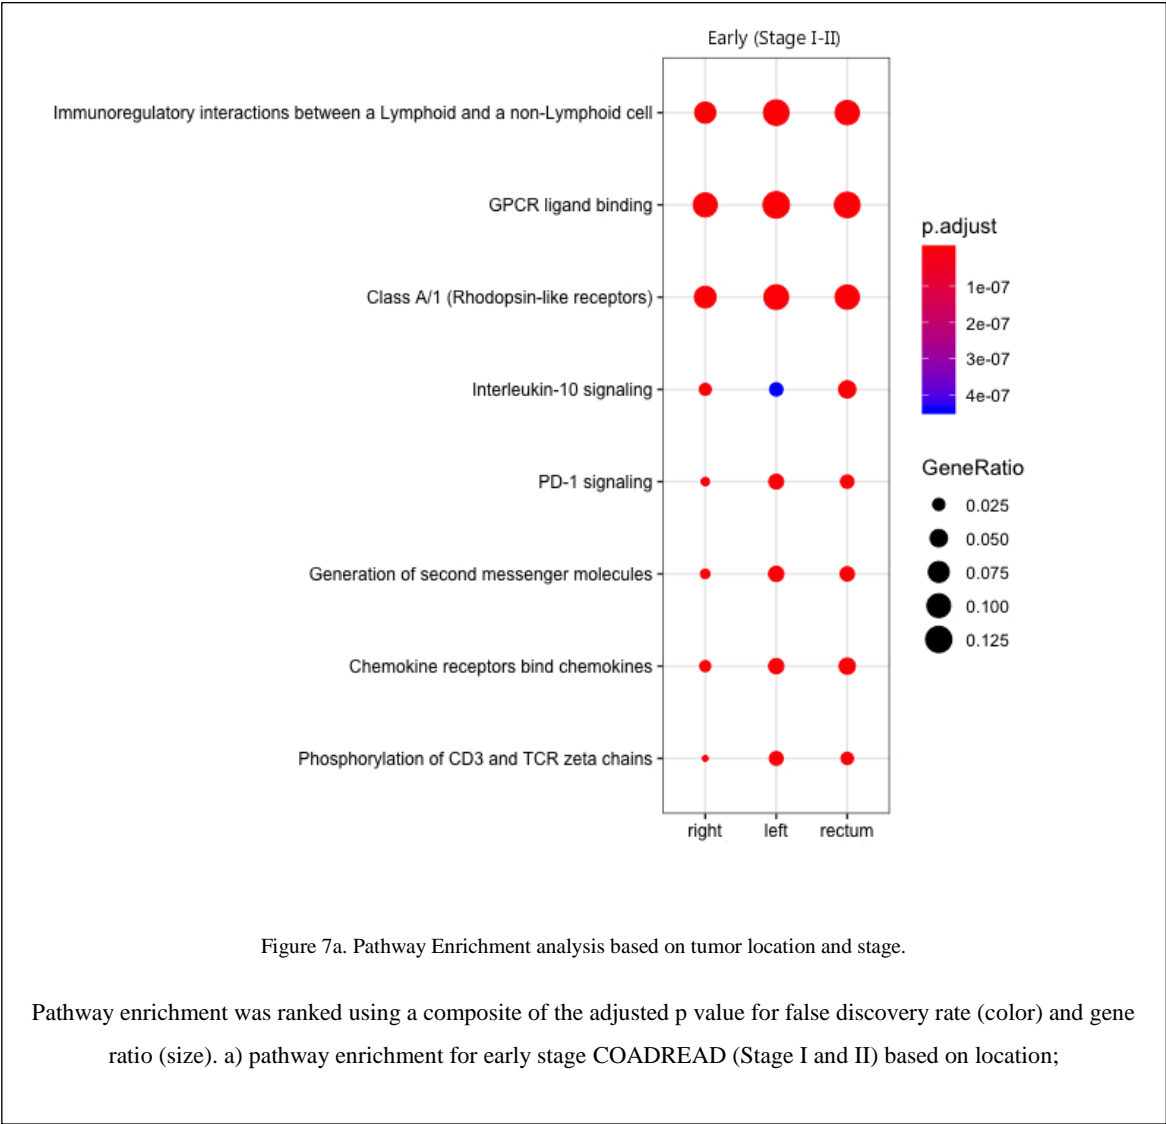 Early (Stage I-II)
Immunoregulatory interactions between a Lymphoid and a non-Lymphoid cell
GPCR ligand binding
Class A/1 (Rhodopsin-like receptors)
Interleukin-10 signaling
PD-1 signaling
Generation of second messenger molecules
Chemokine receptors bind chemokines
Phosphorylation of CD3 and TCR zeta chains
right left rectum
p.adjust
1e-07
2e-07
3e-07
4e-07
GeneRatio
0.025
0.050
0.075
0.100
0.125
Figure 7a. Pathway Enrichment analysis based on tumor location and stage.
Pathway enrichment was ranked using a composite of the adjusted p value for false discovery rate (color) and gene
ratio (size). a) pathway enrichment for early stage COADREAD (Stage I and II) based on location;